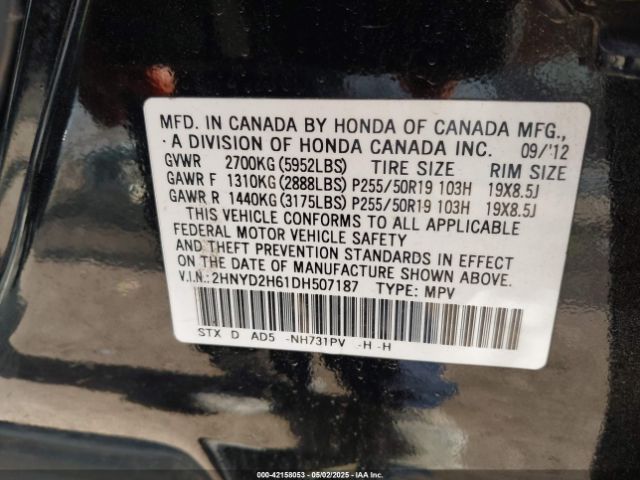 MFD. IN CANADA BY HONDA OF CANADA MFG.,
A DIVISION OF HONDA CANADA INC. 09/'12
GVWR 2700KG(5952LBS) TIRE SIZE RIM SIZE
GAWR F 1310KG(2888LBS) P255/50R19 103H 19X8.5J
GAWR R 1440KG(3175LBS) P255/50R19 103H 19X8.5J
THIS VEHICLE CONFORMS TO ALL APPLICABLE
FEDERAL MOTOR VEHICLE SAFETY
AND THEFT PREVENTION STANDARDS IN EFFECT
ON THE DATE OF MANUFACTURE SHOWN ABOVE.
V.I.N.: 2HNYD2H61DH507187 TYPE: MPV
STX D AD5 -NH731PV -H -H
000-42158053 — 05/02/2025 — IAAI.COM